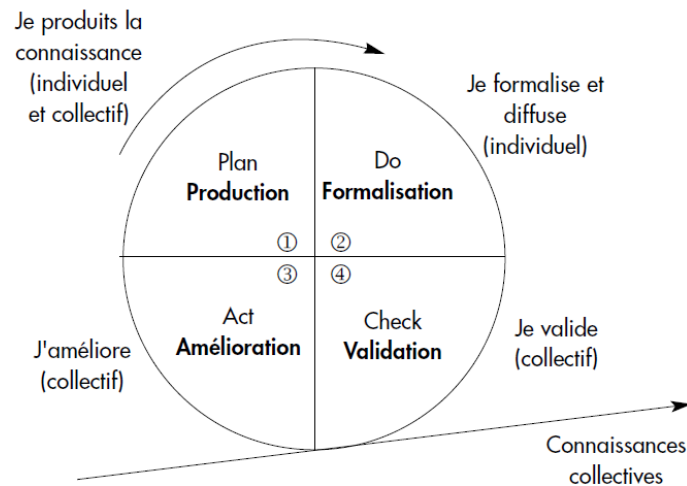 Je produits la
connaissance
(individuel
et collectif)
Je formalise et
diffuse
(individuel)
Plan
Production
Do
Formalisation
① ②
③ ④
Act
Amélioration
Check
Validation
J'améliore
(collectif)
Je valide
(collectif)
Connaissances
collectives